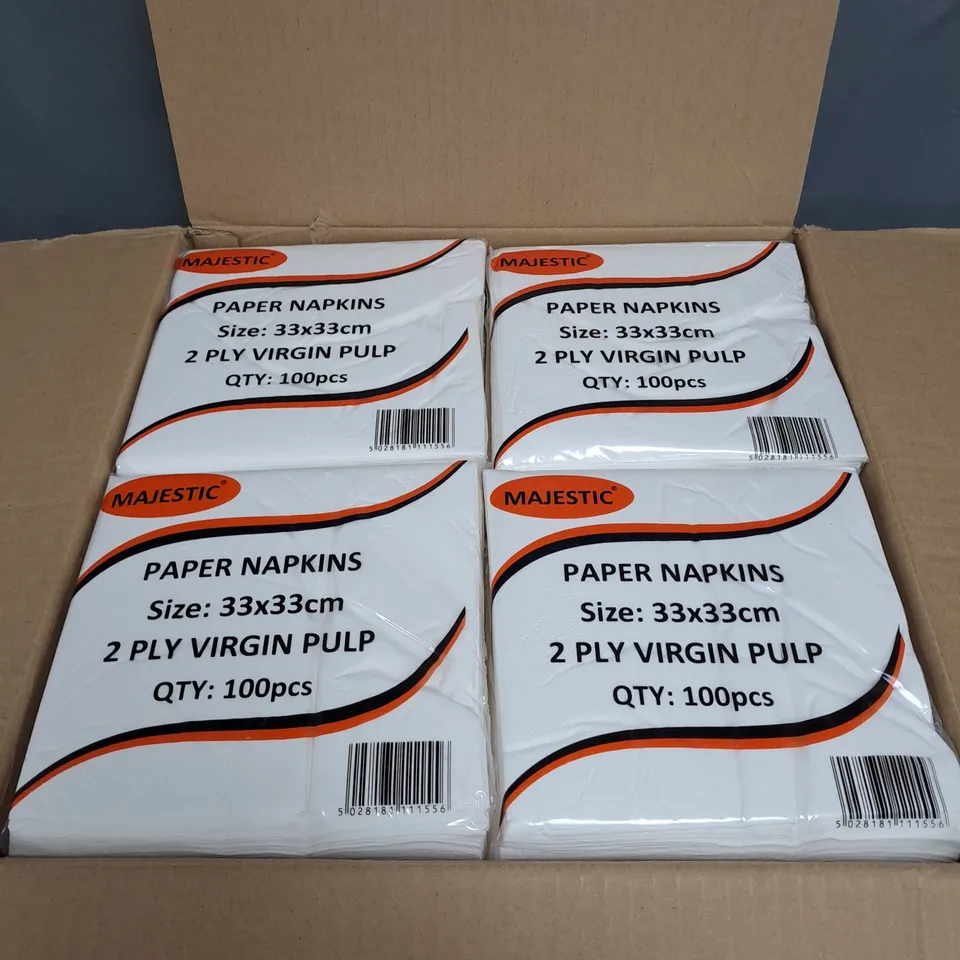 MAJESTIC®
PAPER NAPKINS
Size: 33x33cm
2 PLY VIRGIN PULP
QTY: 100pcs
5 028181 111556
MAJESTIC®
PAPER NAPKINS
Size: 33x33cm
2 PLY VIRGIN PULP
QTY: 100pcs
5 028181 111556
MAJESTIC®
PAPER NAPKINS
Size: 33x33cm
2 PLY VIRGIN PULP
QTY: 100pcs
5 028181 111556
MAJESTIC®
PAPER NAPKINS
Size: 33x33cm
2 PLY VIRGIN PULP
QTY: 100pcs
5 028181 111556